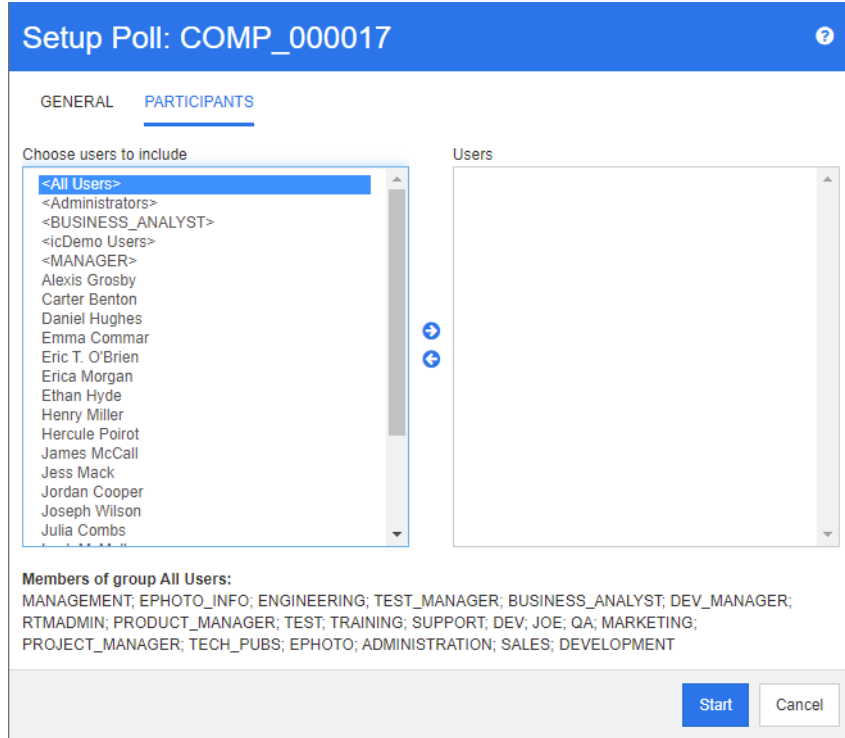 Setup Poll: COMP_000017
GENERAL PARTICIPANTS
Choose users to include
<All Users>
<Administrators>
<BUSINESS_ANALYST>
<icDemo Users>
<MANAGER>
Alexis Grosby
Carter Benton
Daniel Hughes
Emma Commar
Eric T. O'Brien
Erica Morgan
Ethan Hyde
Henry Miller
Hercule Poirot
James McCall
Jess Mack
Jordan Cooper
Joseph Wilson
Julia Combs
Users
Members of group All Users:
MANAGEMENT; EPHOTO_INFO; ENGINEERING; TEST_MANAGER; BUSINESS_ANALYST; DEV_MANAGER;
RTMADMIN; PRODUCT_MANAGER; TEST; TRAINING; SUPPORT; DEV; JOE; QA; MARKETING;
PROJECT_MANAGER; TECH_PUBS; EPHOTO; ADMINISTRATION; SALES; DEVELOPMENT
Start Cancel